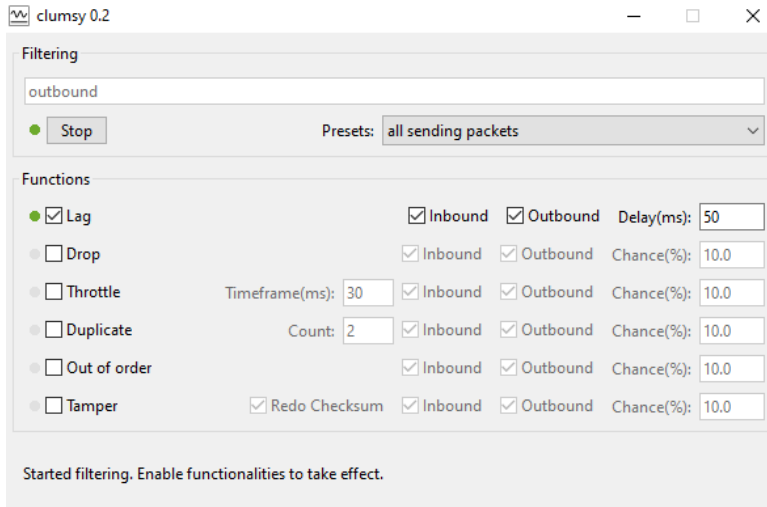 clumsy 0.2
Filtering
outbound
Stop Presets: all sending packets
Functions
Lag Inbound Outbound Delay(ms): 50
Drop Inbound Outbound Chance(%): 10.0
Throttle Timeframe(ms): 30 Inbound Outbound Chance(%): 10.0
Duplicate Count: 2 Inbound Outbound Chance(%): 10.0
Out of order Inbound Outbound Chance(%): 10.0
Tamper Redo Checksum Inbound Outbound Chance(%): 10.0
Started filtering. Enable functionalities to take effect.